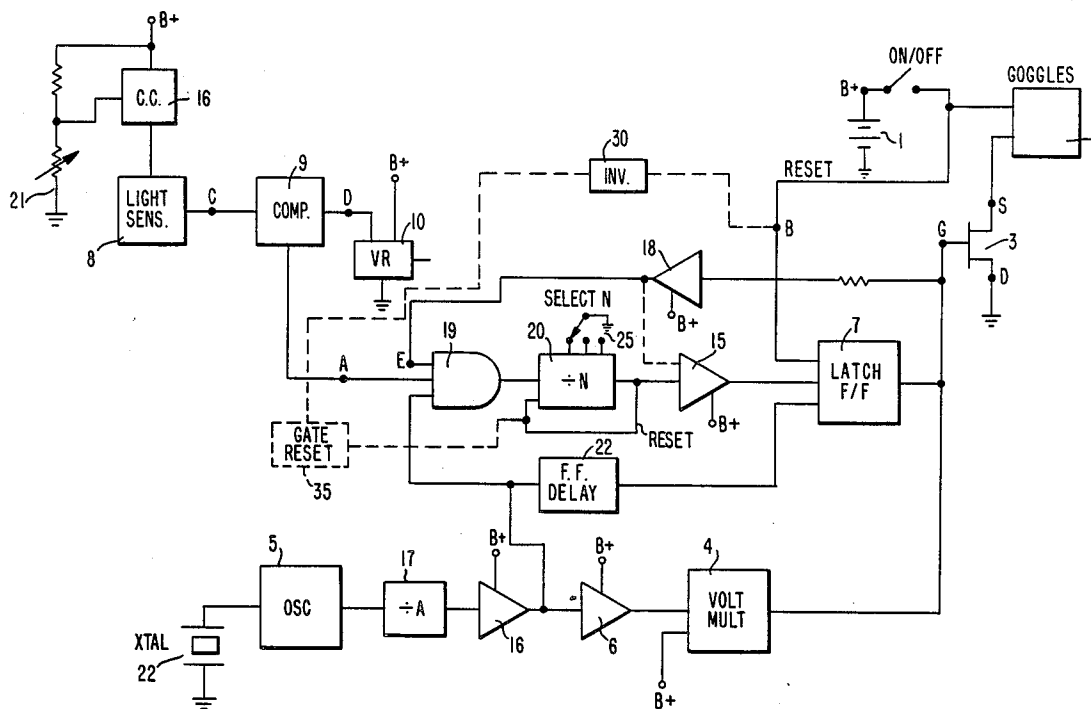 B+
C.C.
16
21
LIGHT
SENS.
8
C
9
COMP.
D
B+
10
VR
A
ON/OFF
B+
1
GOGGLES
RESET
30
INV.
B
S
G
3
D
18
B+
SELECT N
25
E
19
20
÷N
15
B+
RESET
7
LATCH
F/F
GATE
RESET
35
22
F.F.
DELAY
5
OSC
17
÷A
B+
16
B+
6
4
VOLT
MULT
B+
XTAL
22